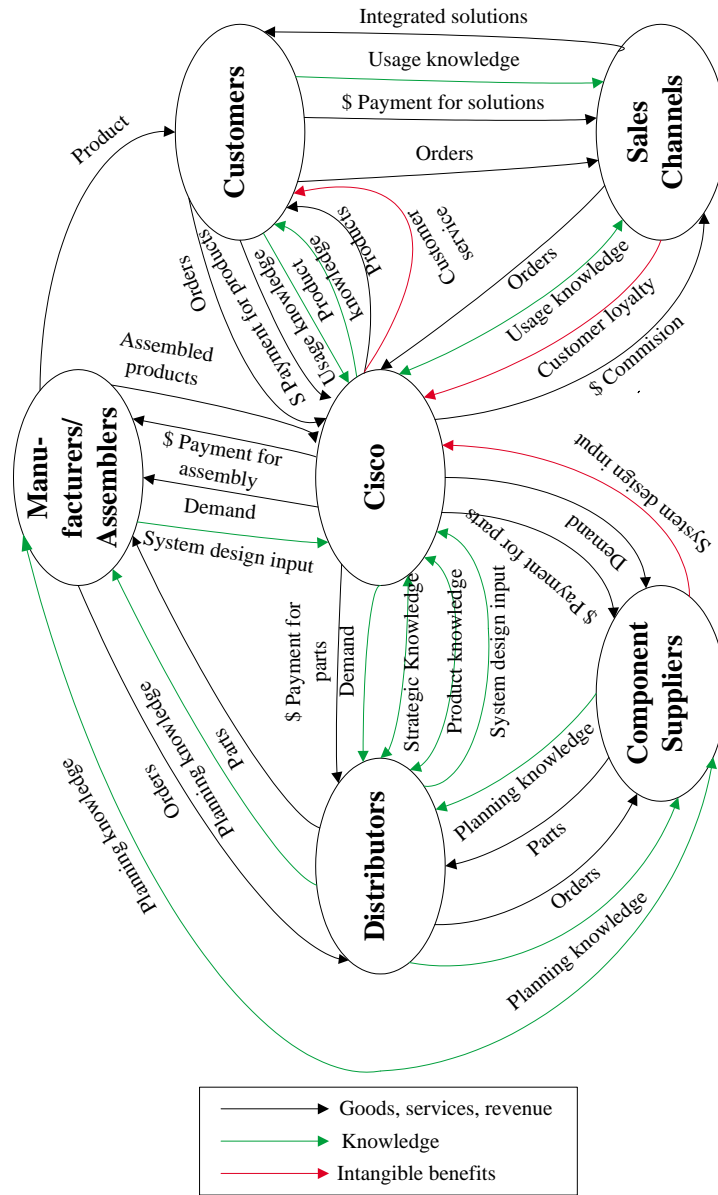 Integrated solutions
Usage knowledge
$ Payment for solutions
Orders
Customers
Sales
Channels
Product
Orders
$ Payment for products
Usage knowledge
Product
knowledge
Products
Customer
service
Orders
Usage knowledge
Customer loyalty
$ Commision
Assembled
products
$ Payment for
assembly
Demand
System design input
Manu-
facturers/
Assemblers
Cisco
System design input
Demand
$ Payment for parts
$ Payment for
parts
Demand
Strategic Knowledge
Product knowledge
System design input
Component
Suppliers
Parts
Planning knowledge
Orders
Planning knowledge
Distributors
Planning knowledge
Parts
Orders
Planning knowledge
Goods, services, revenue
Knowledge
Intangible benefits